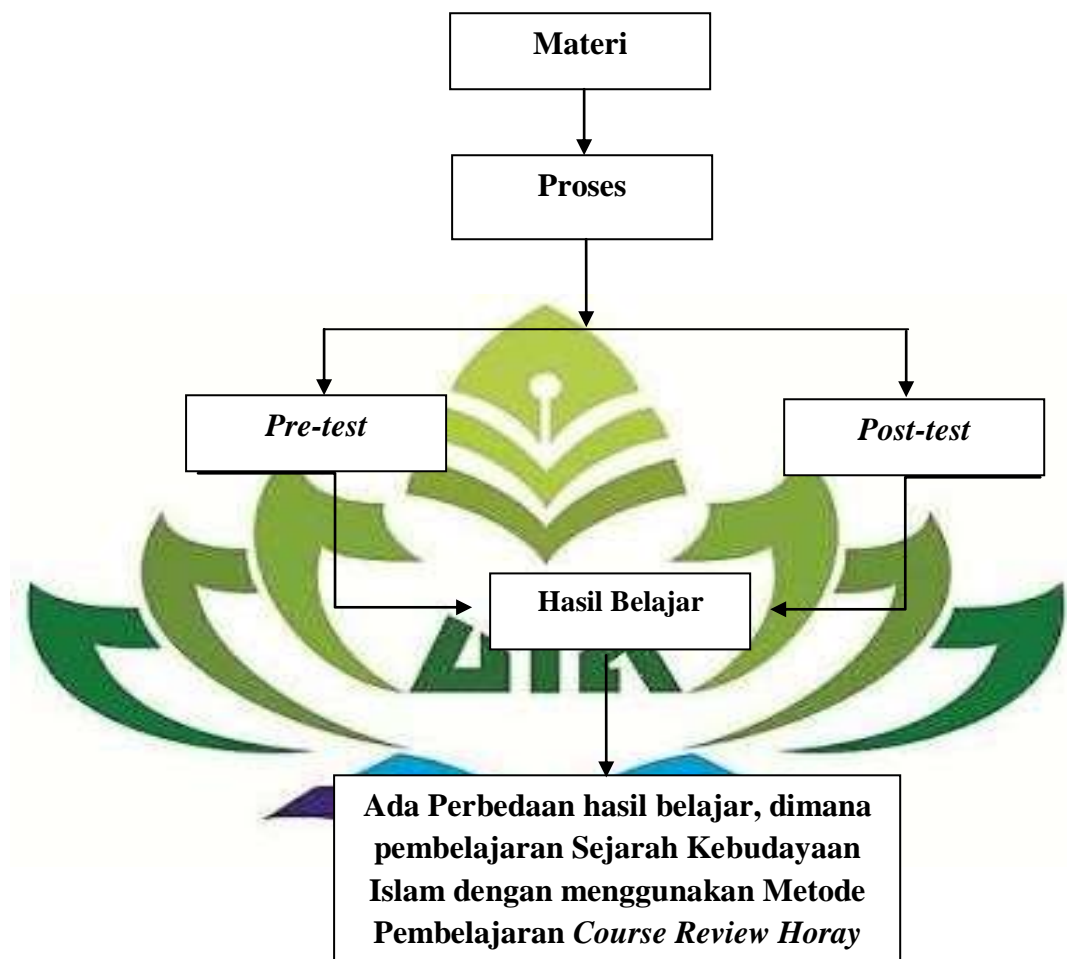 Materi
Proses
Pre-test
Post-test
Hasil Belajar
Ada Perbedaan hasil belajar, dimana
pembelajaran Sejarah Kebudayaan
Islam dengan menggunakan Metode
Pembelajaran Course Review Horay